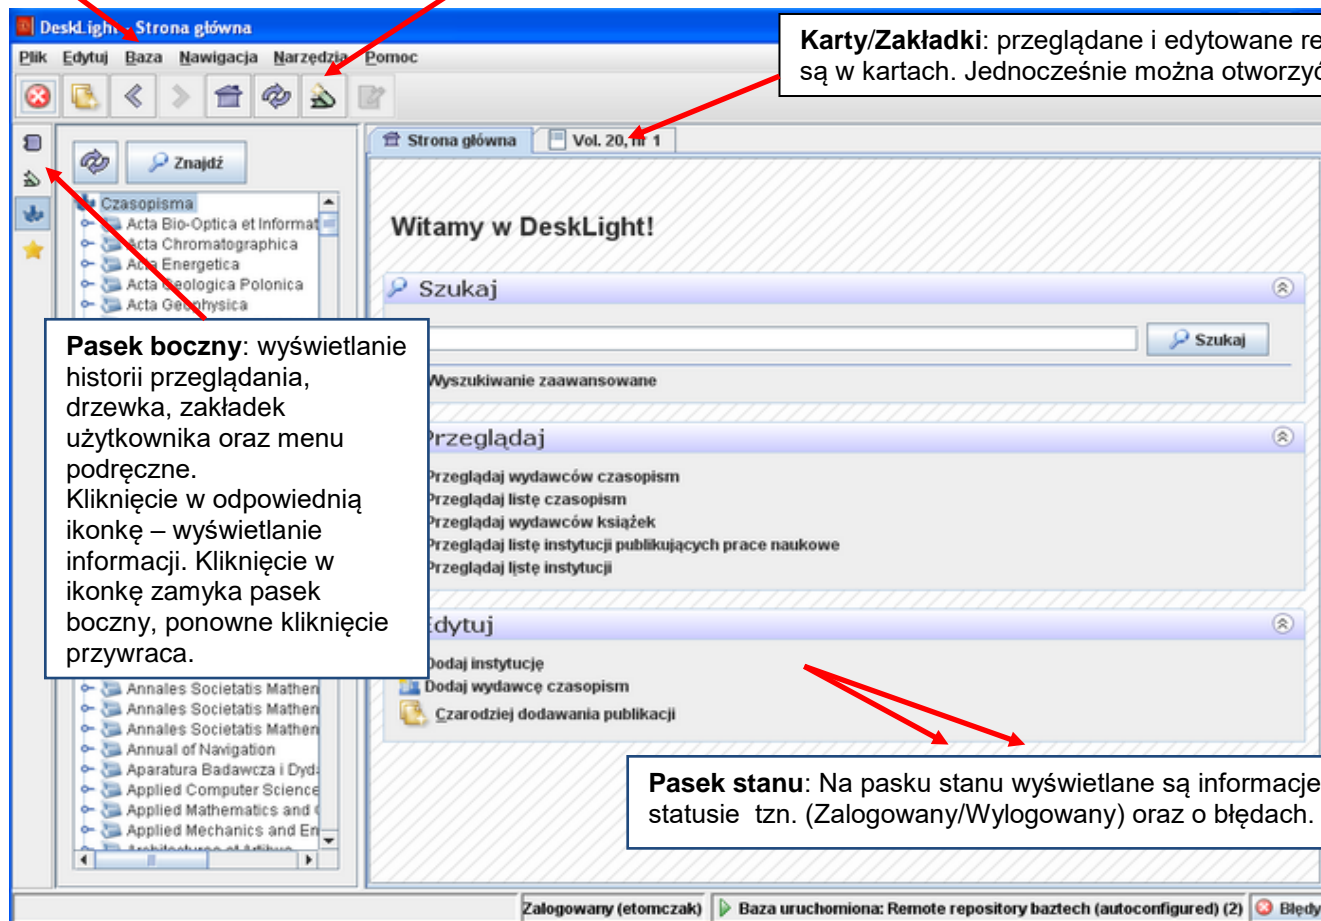 DeskLight - Strona główna
Plik Edytuj Baza Nawigacja Narzędzia Pomoc
Karty/Zakładki: przeglądane i edytowane re
są w kartach. Jednocześnie można otworzyć
Strona główna Vol. 20, nr 1
Znajdź
Czasopisma
Acta Bio-Optica et Informat
Acta Chromatographica
Acta Energetica
Acta Geologica Polonica
Acta Geophysica
Witamy w DeskLight!
Szukaj
Szukaj
Wyszukiwanie zaawansowane
Pasek boczny: wyświetlanie
historii przeglądania,
drzewka, zakładek
użytkownika oraz menu
podręczne.
Kliknięcie w odpowiednią
ikonkę – wyświetlanie
informacji. Kliknięcie w
ikonkę zamyka pasek
boczny, ponowne kliknięcie
przywraca.
Przeglądaj
Przeglądaj wydawców czasopism
Przeglądaj listę czasopism
Przeglądaj wydawców książek
Przeglądaj listę instytucji publikujących prace naukowe
Przeglądaj listę instytucji
Edytuj
Dodaj instytucję
Dodaj wydawcę czasopism
Czarodziej dodawania publikacji
Annales Societatis Mathen
Annales Societatis Mathen
Annales Societatis Mathen
Annual of Navigation
Aparatura Badawcza i Dyd
Applied Computer Science
Applied Mathematics and
Applied Mechanics and En
Pasek stanu: Na pasku stanu wyświetlane są informacje
statusie tzn. (Zalogowany/Wylogowany) oraz o błędach.
Zalogowany (etomczak) Baza uruchomiona: Remote repository baztech (autoconfigured) (2) Błędy